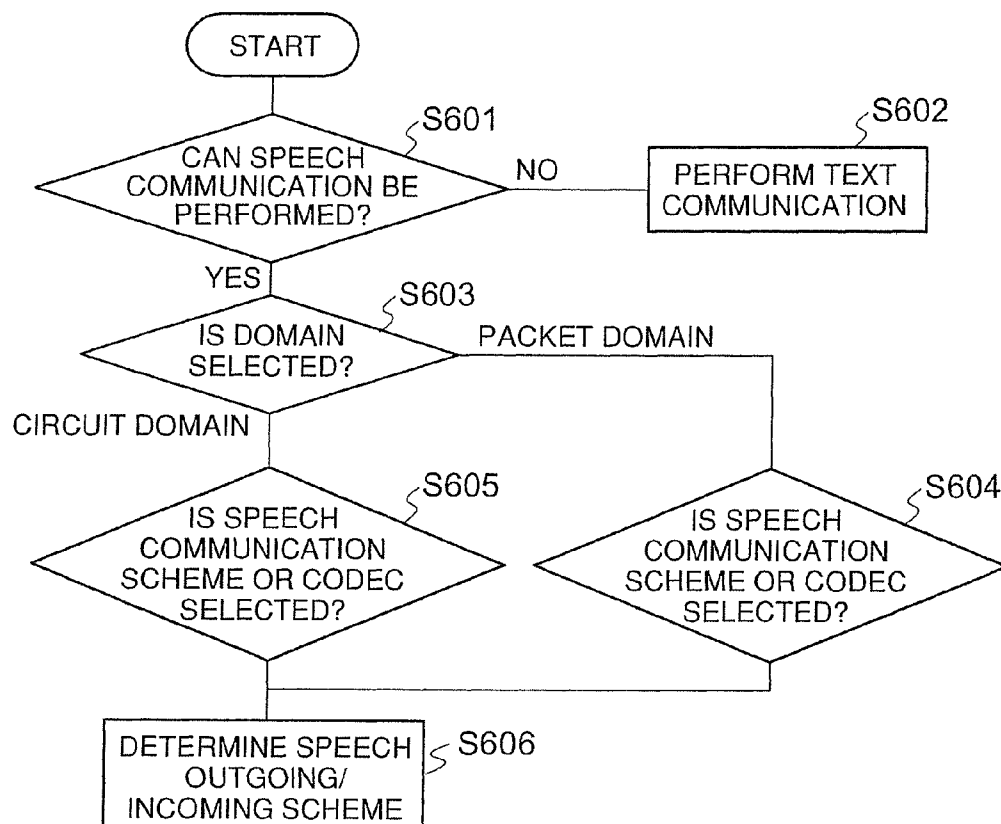 START
S601
CAN SPEECH
COMMUNICATION BE
PERFORMED?
NO
S602
PERFORM TEXT
COMMUNICATION
YES
S603
IS DOMAIN
SELECTED?
PACKET DOMAIN
CIRCUIT DOMAIN
S605
IS SPEECH
COMMUNICATION
SCHEME OR CODEC
SELECTED?
S604
IS SPEECH
COMMUNICATION
SCHEME OR CODEC
SELECTED?
DETERMINE SPEECH
OUTGOING/
INCOMING SCHEME
S606